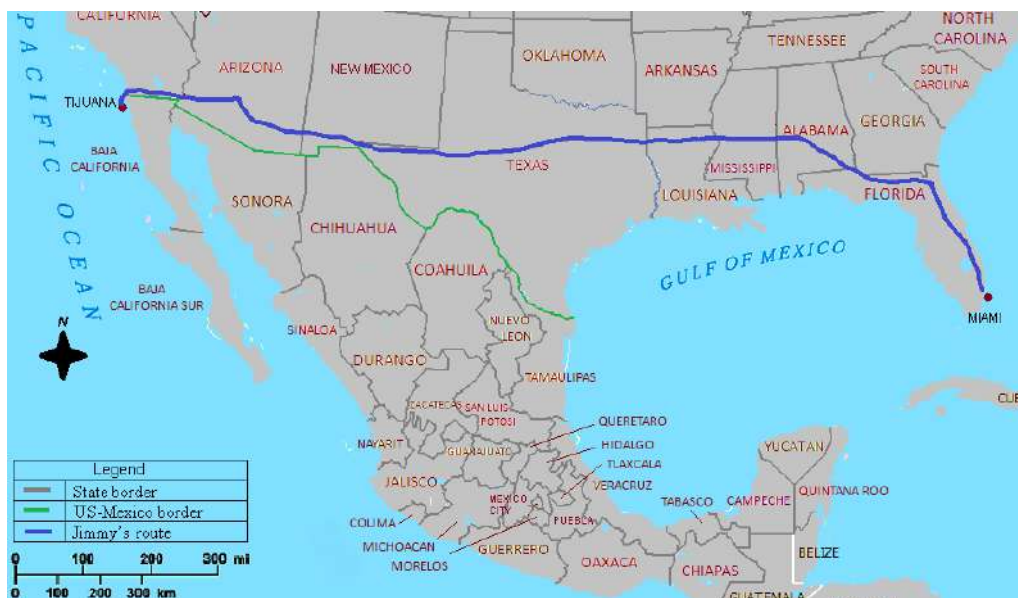 CALIFORNIA
NORTH
CAROLINA
TENNESSEE
OKLAHOMA
ARIZONA
NEW MEXICO
ARKANSAS
SOUTH
CAROLINA
PACIFIC OCEAN
TIJUANA
ALABAMA
GEORGIA
BAJA
CALIFORNIA
TEXAS
MISSISSIPPI
LOUISIANA
FLORIDA
SONORA
CHIHUAHUA
GULF OF MEXICO
COAHUILA
BAJA
CALIFORNIA SUR
MIAMI
N
NUEVO
LEON
SINALOA
DURANGO
TAMAULIPAS
CU
ZACATECAS
SAN LUIS
POTOSI
QUERETARO
NAYARIT
HIDALGO
YUCATAN
GUANAJUATO
TLAXCALA
JALISCO
VERACRUZ
QUINTANA ROO
CAMPECHE
TABASCO
MEXICO
CITY
PUEBLA
COLIMA
MICHOACAN
MORELOS
GUERRERO
OAXACA
CHIAPAS
BELIZE
GUATEMALA
Legend
State border
US-Mexico border
Jimmy's route
0 100 200 300 mi
0 100 200 300 km